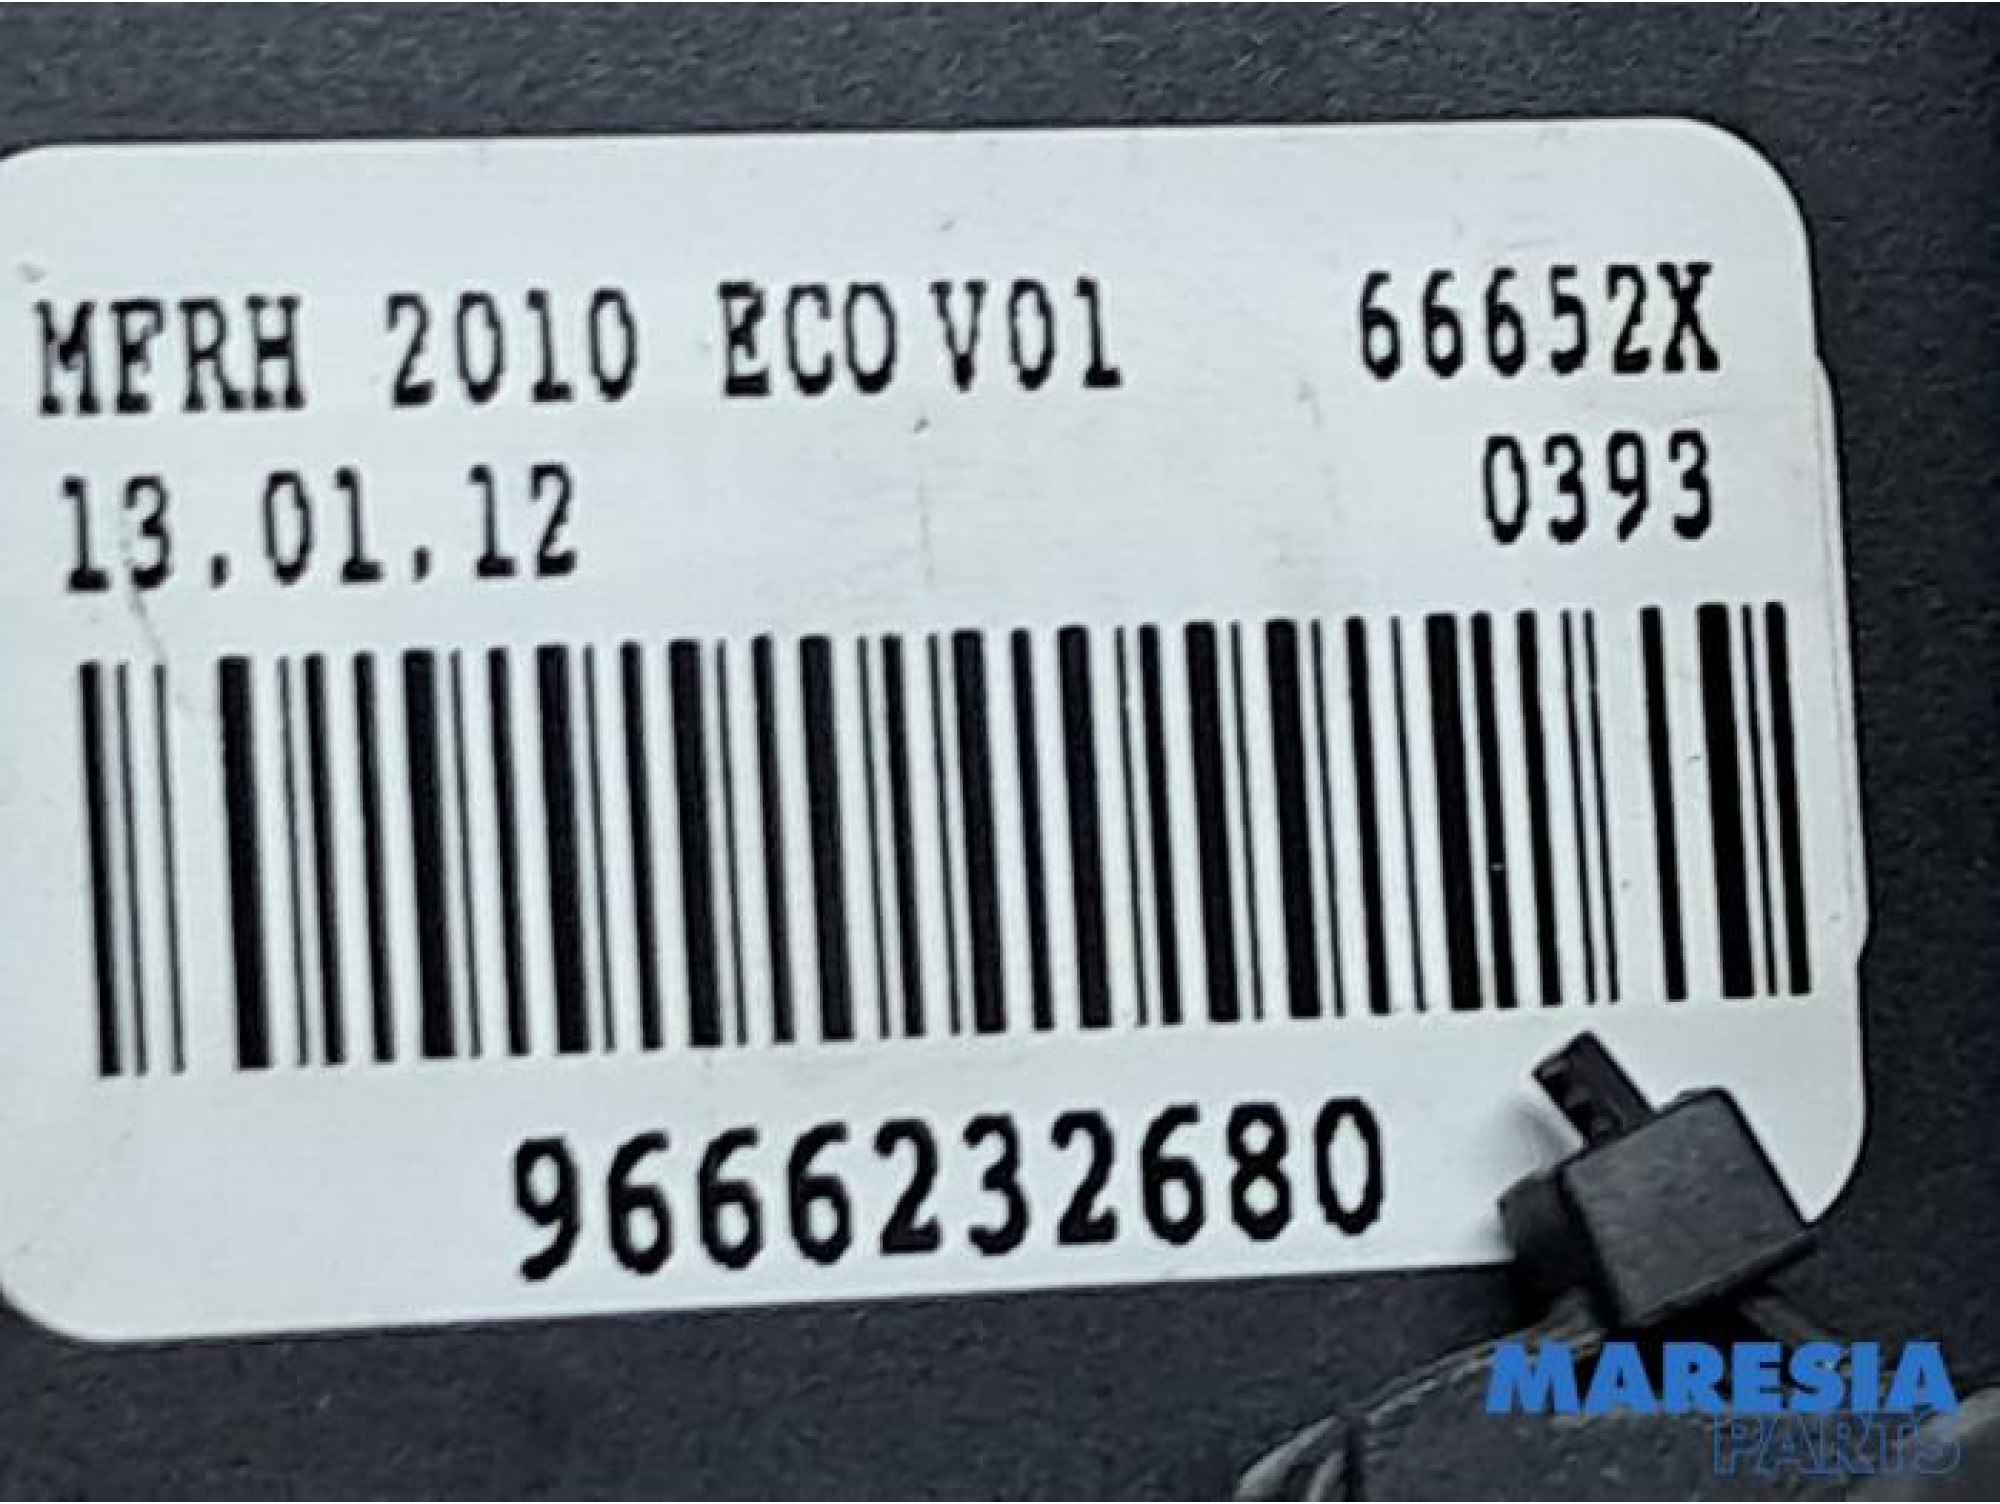 MFRH 2010 ECO V01 66652X
13.01.12 0393
9666232680
MARESIA
PARTS